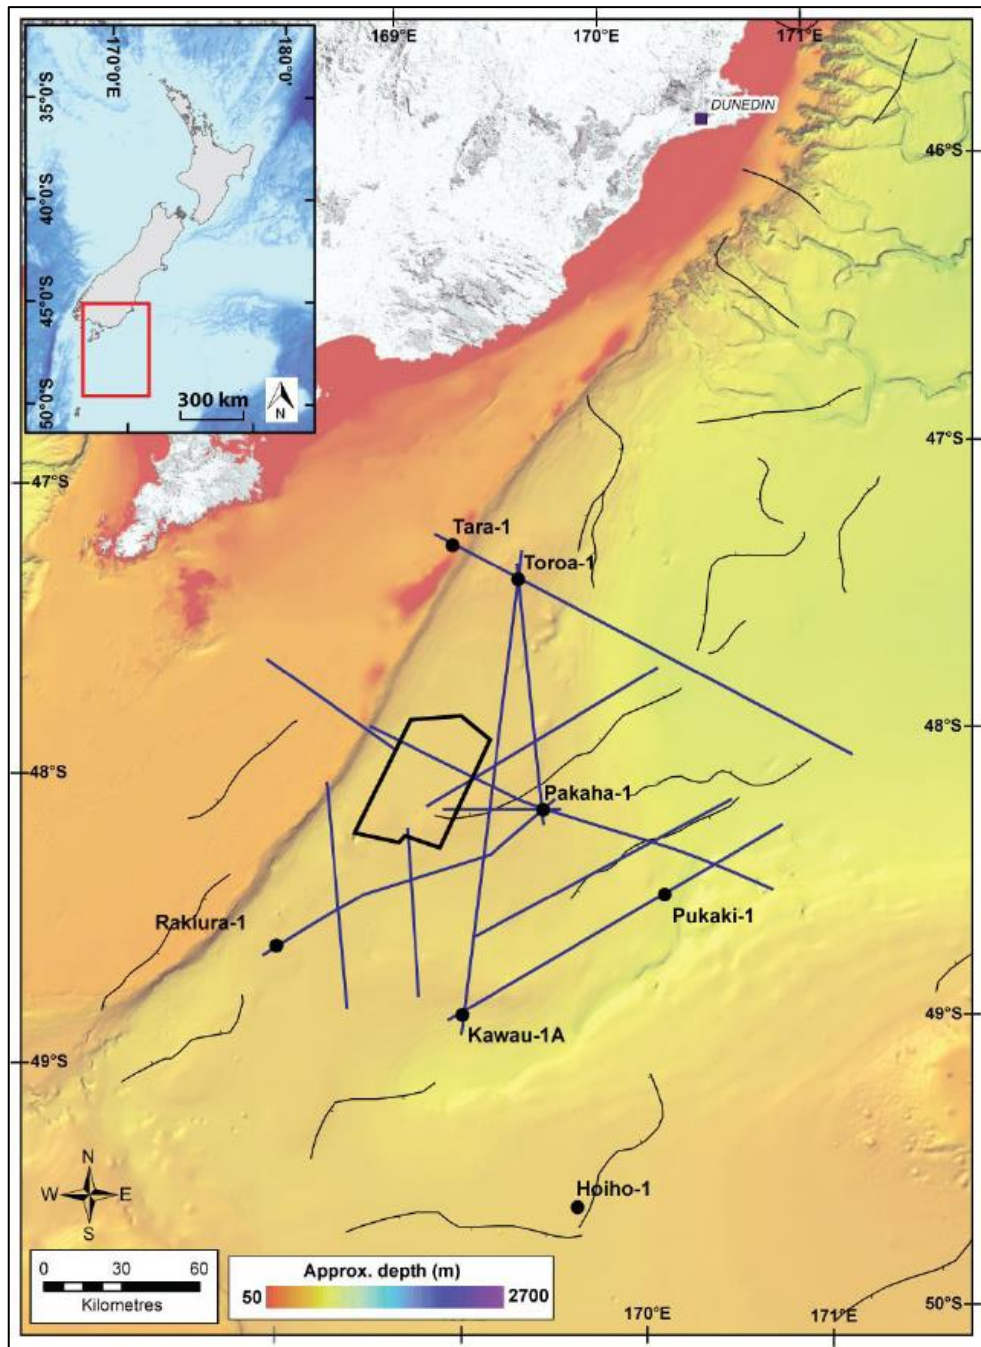 169°E
170°E
171°E
170°0'0"E
180°0'
35°0'S
40°0'S
45°0'S
50°0'S
300 km
N
DUNEDIN
46°S
47°S
47°S
Tara-1
Toroa-1
48°S
48°S
Pakaha-1
Pukaki-1
Rakiura-1
Kawau-1A
49°S
49°S
Hoiho-1
N
W
E
S
0
30
60
Kilometres
Approx. depth (m)
50
2700
170°E
171°E
50°S